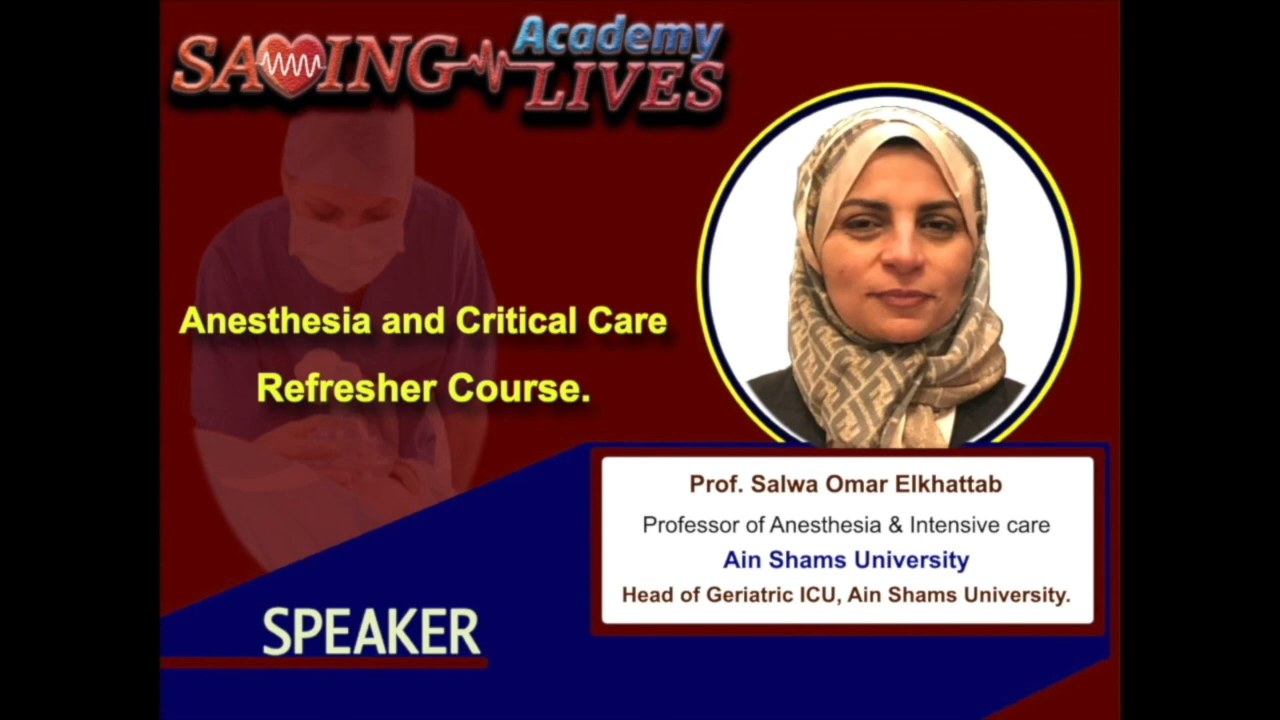 SAVING Academy LIVES
Anesthesia and Critical Care
Refresher Course.
Prof. Salwa Omar Elkhattab
Professor of Anesthesia & Intensive care
Ain Shams University
Head of Geriatric ICU, Ain Shams University.
SPEAKER